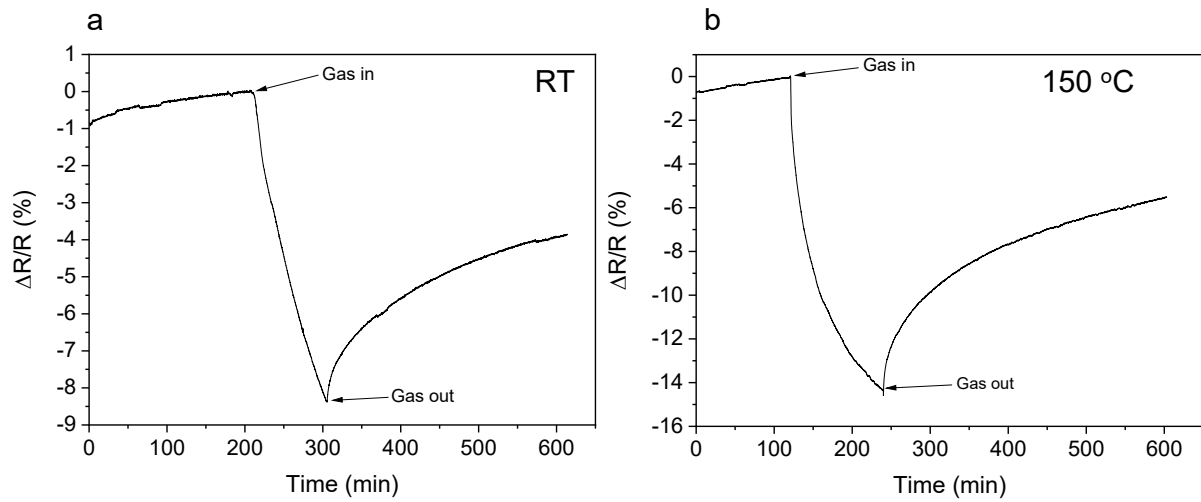 a
1
0
-1
-2
-3
-4
-5
-6
-7
-8
-9
ΔR/R (%)
Gas in
RT
Gas out
0 100 200 300 400 500 600
Time (min)
b
0
-2
-4
-6
-8
-10
-12
-14
-16
ΔR/R (%)
Gas in
150 °C
Gas out
0 100 200 300 400 500 600
Time (min)